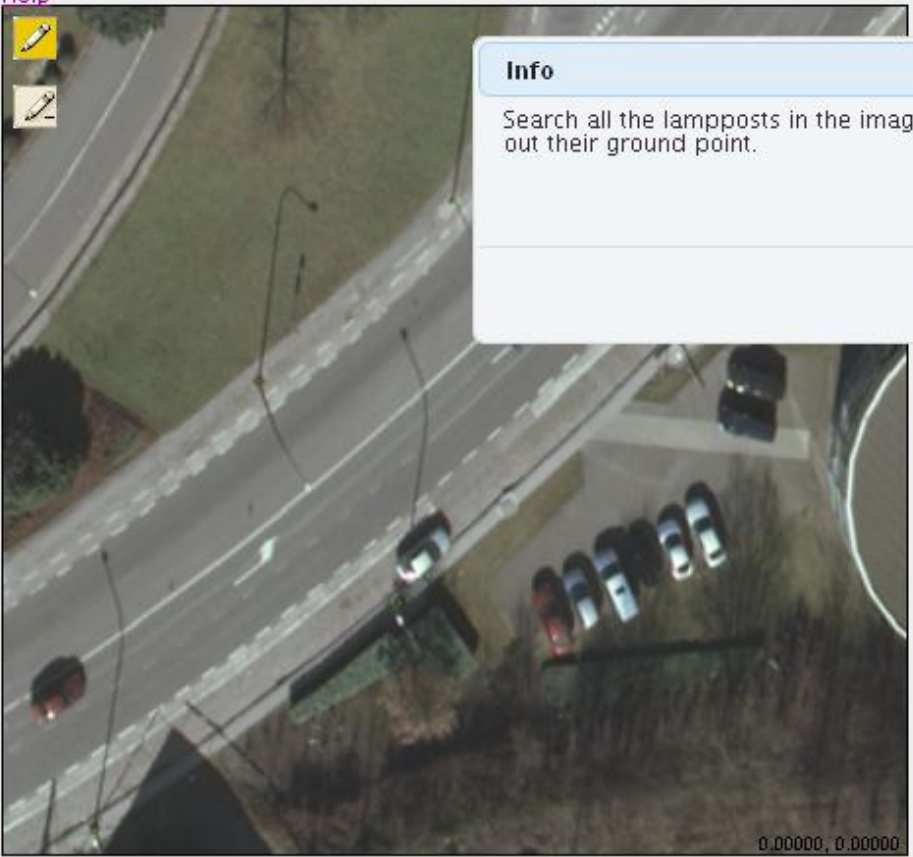 Help
Info
Search all the lampposts in the imag
out their ground point.
0.00000, 0.00000